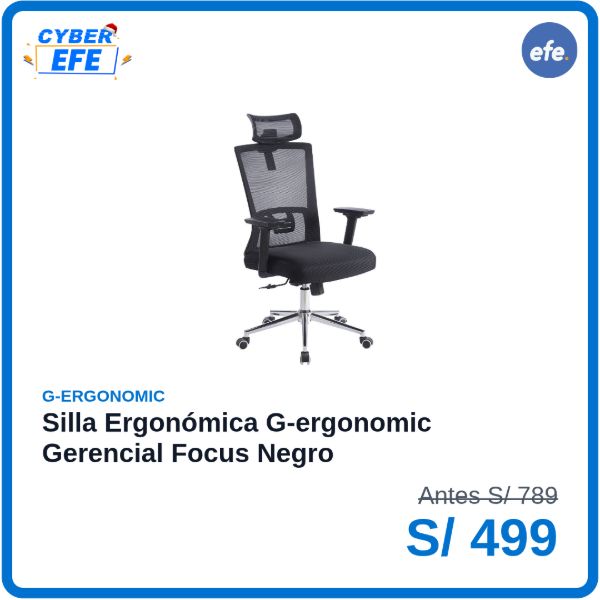 CYBER
EFE
efe.
G-ERGONOMIC
Silla Ergonómica G-ergonomic
Gerencial Focus Negro
Antes S/ 789
S/ 499